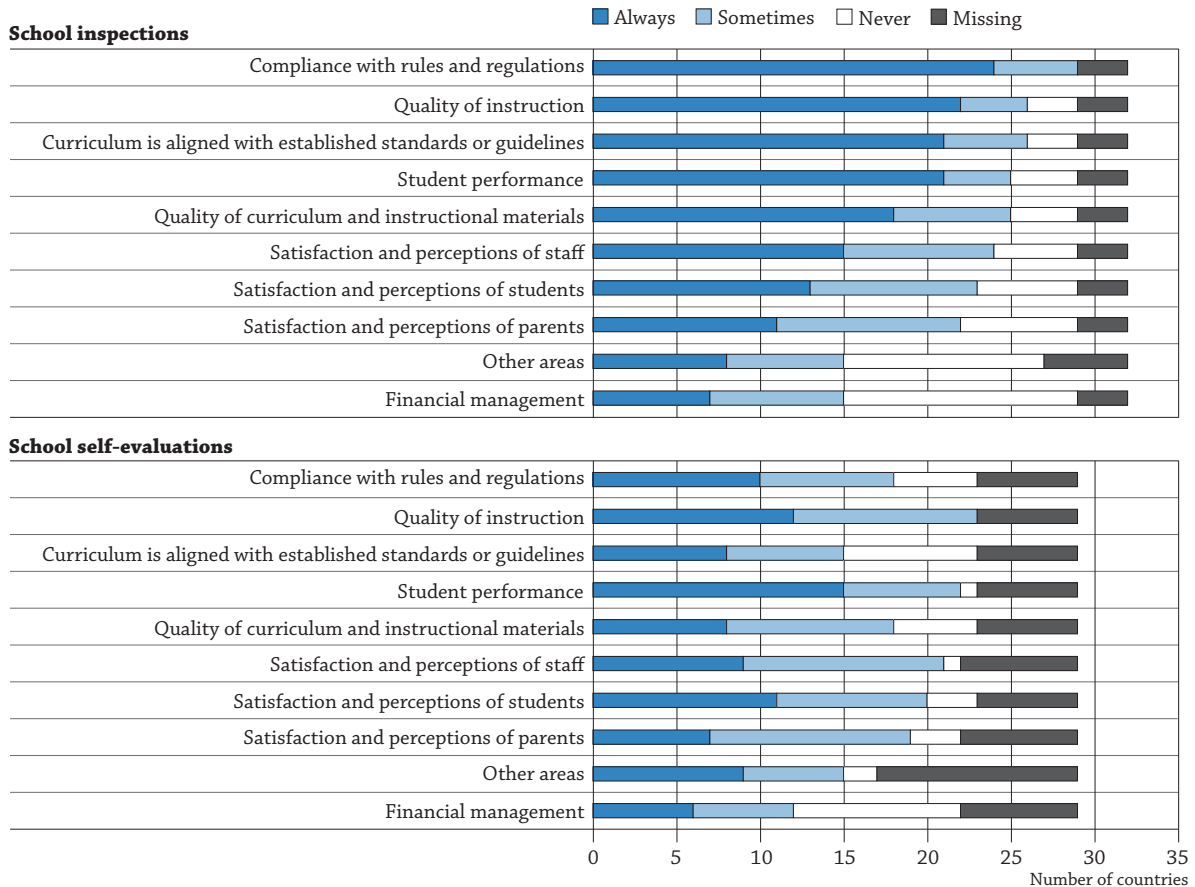 Always Sometimes Never Missing
School inspections
Compliance with rules and regulations
Quality of instruction
Curriculum is aligned with established standards or guidelines
Student performance
Quality of curriculum and instructional materials
Satisfaction and perceptions of staff
Satisfaction and perceptions of students
Satisfaction and perceptions of parents
Other areas
Financial management
School self-evaluations
Compliance with rules and regulations
Quality of instruction
Curriculum is aligned with established standards or guidelines
Student performance
Quality of curriculum and instructional materials
Satisfaction and perceptions of staff
Satisfaction and perceptions of students
Satisfaction and perceptions of parents
Other areas
Financial management
0 5 10 15 20 25 30 35
Number of countries